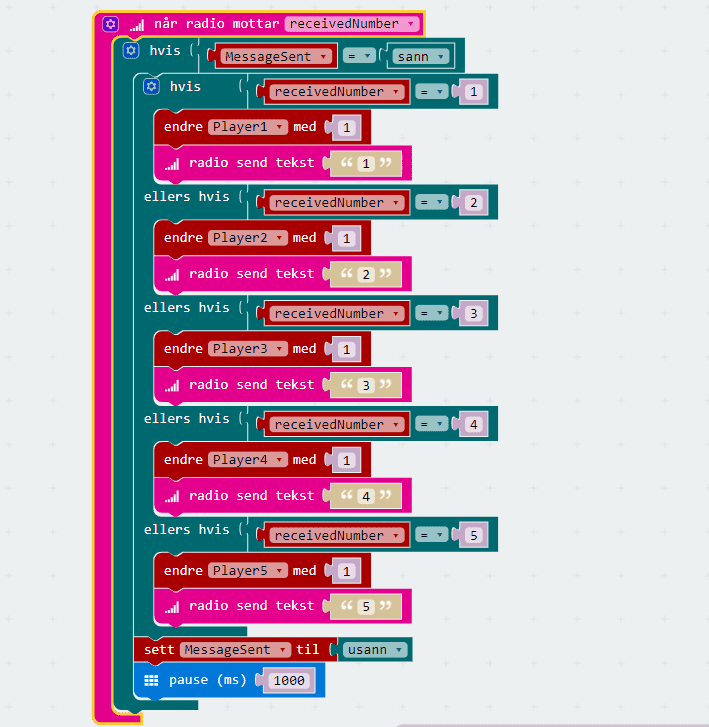 når radio mottar receivedNumber
hvis MessageSent = sann
hvis receivedNumber = 1
endre Player1 med 1
radio send tekst “ 1 ”
ellers hvis receivedNumber = 2
endre Player2 med 1
radio send tekst “ 2 ”
ellers hvis receivedNumber = 3
endre Player3 med 1
radio send tekst “ 3 ”
ellers hvis receivedNumber = 4
endre Player4 med 1
radio send tekst “ 4 ”
ellers hvis receivedNumber = 5
endre Player5 med 1
radio send tekst “ 5 ”
sett MessageSent til usann
pause (ms) 1000